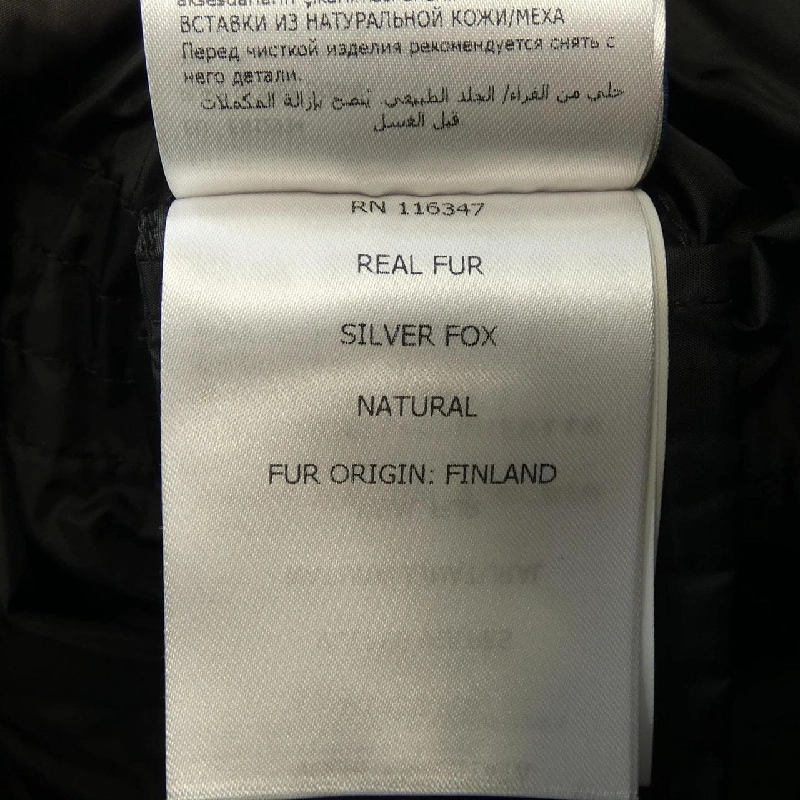 ВСТАВКИ ИЗ НАТУРАЛЬНОЙ КОЖИ/МЕХА
Перед чисткой изделия рекомендуется снять с
него детали.
حلي من الفراء/ الجلد الطبيعي. يُنصح بإزالة المكملات
قبل الغسل
RN 116347
REAL FUR
SILVER FOX
NATURAL
FUR ORIGIN: FINLAND